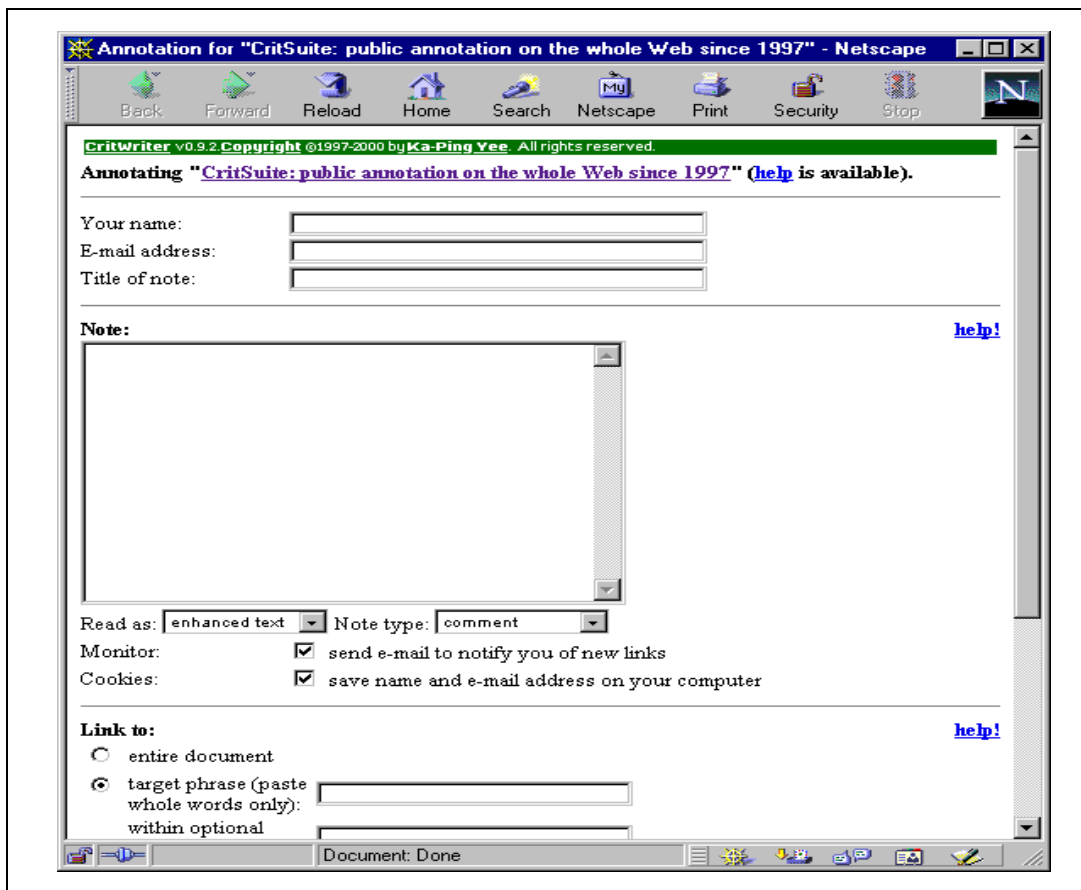 Annotation for "CritSuite: public annotation on the whole Web since 1997" - Netscape
Back Forward Reload Home Search Netscape Print Security Stop
My
N
CritWriter v0.9.2.Copyright ©1997-2000 by Ka-Ping Yee. All rights reserved.
Annotating "CritSuite: public annotation on the whole Web since 1997" (help is available).
Your name:
E-mail address:
Title of note:
Note: help!
Read as: enhanced text Note type: comment
Monitor: send e-mail to notify you of new links
Cookies: save name and e-mail address on your computer
Link to: help!
entire document
target phrase (paste
whole words only):
within optional
Document: Done